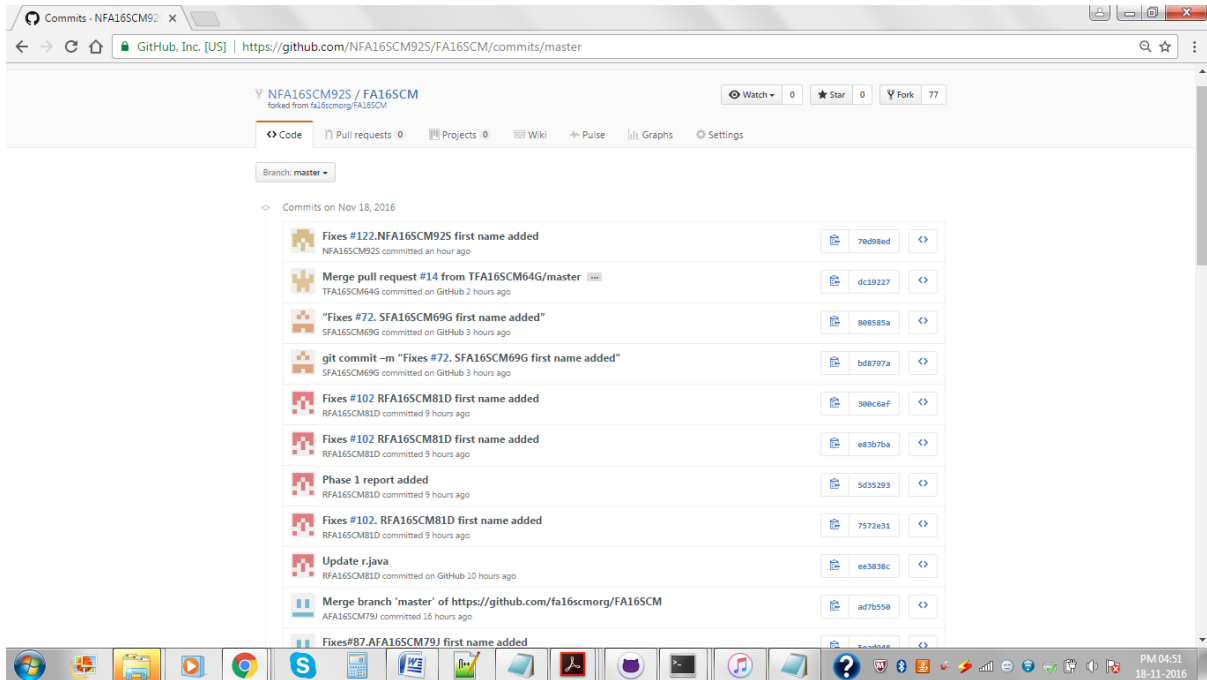 Commits · NFA16SCM92
GitHub, Inc. [US] | https://github.com/NFA16SCM92S/FA16SCM/commits/master
NFA16SCM92S / FA16SCM
Watch 0 Star 0 Fork 77
forked from fa16scmorg/FA16SCM
Code Pull requests 0 Projects 0 Wiki Pulse Graphs Settings
Branch: master
Commits on Nov 18, 2016
Fixes #122.NFA16SCM92S first name added
NFA16SCM92S committed an hour ago
70d98ed
Merge pull request #14 from TFA16SCM64G/master …
TFA16SCM64G committed on GitHub 2 hours ago
dc19227
“Fixes #72. SFA16SCM69G first name added”
SFA16SCM69G committed on GitHub 3 hours ago
808585a
git commit –m “Fixes #72. SFA16SCM69G first name added”
SFA16SCM69G committed on GitHub 3 hours ago
bd8797a
Fixes #102 RFA16SCM81D first name added
RFA16SCM81D committed 9 hours ago
300c6af
Fixes #102 RFA16SCM81D first name added
RFA16SCM81D committed 9 hours ago
e83b7ba
Phase 1 report added
RFA16SCM81D committed 9 hours ago
5d35293
Fixes #102. RFA16SCM81D first name added
RFA16SCM81D committed 9 hours ago
7572e31
Update r.java
RFA16SCM81D committed on GitHub 10 hours ago
ee3838c
Merge branch 'master' of https://github.com/fa16scmorg/FA16SCM
AFA16SCM79J committed 16 hours ago
ad7b550
Fixes#87.AFA16SCM79J first name added
PM 04:51
18-11-2016